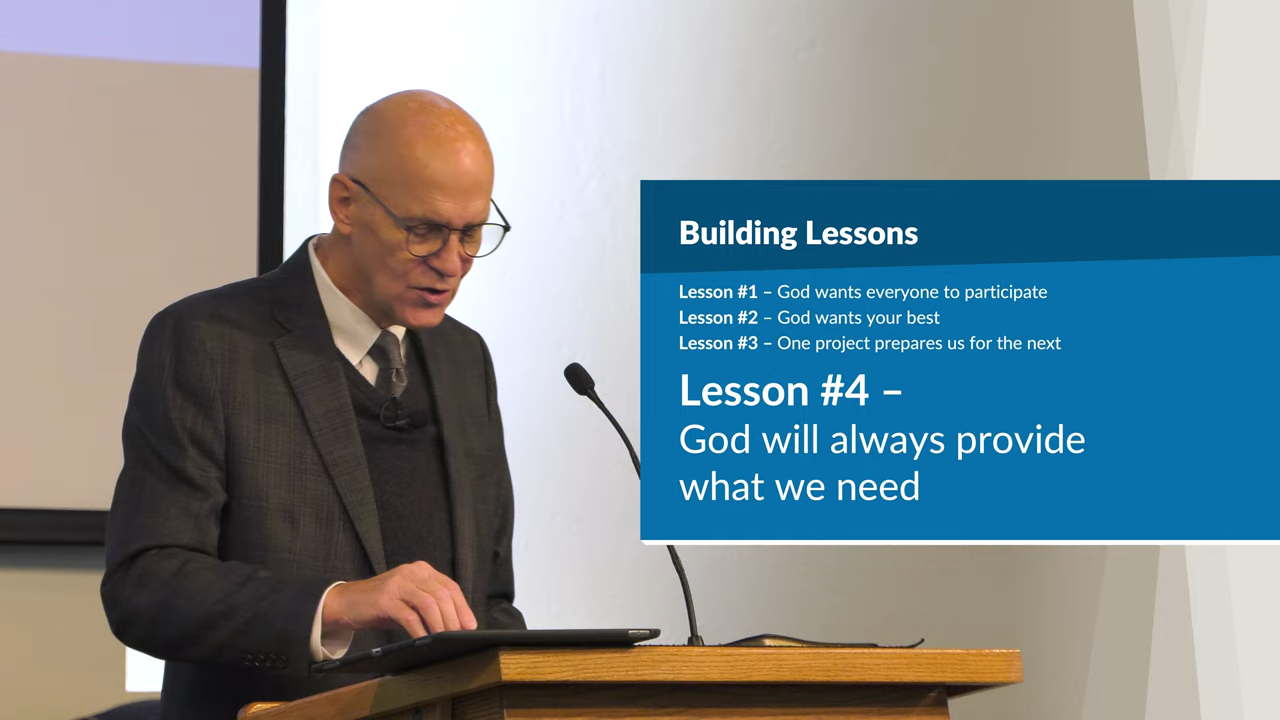 Building Lessons
Lesson #1 – God wants everyone to participate
Lesson #2 – God wants your best
Lesson #3 – One project prepares us for the next
Lesson #4 –
God will always provide
what we need